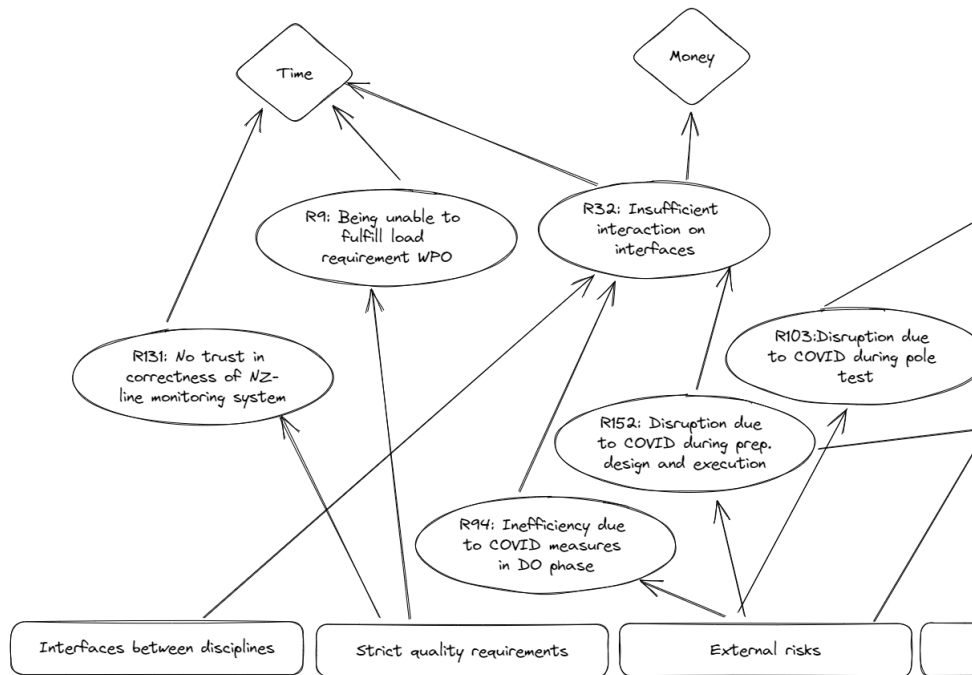 Time
Money
R9: Being unable to
fulfill load
requirement WPO
R32: Insufficient
interaction on
interfaces
R131: No trust in
correctness of NZ-
line monitoring system
R103:Disruption due
to COVID during pole
test
R152: Disruption due
to COVID during prep.
design and execution
R94: Inefficiency due
to COVID measures
in DO phase
Interfaces between disciplines
Strict quality requirements
External risks